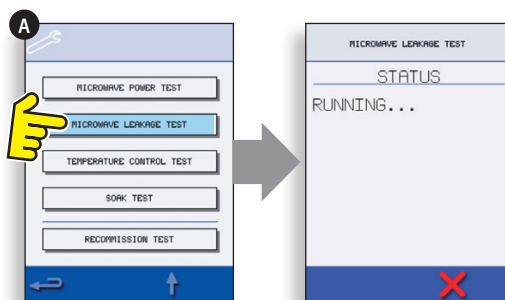 A
MICROWAVE POWER TEST
MICROWAVE LEAKAGE TEST
TEMPERATURE CONTROL TEST
SOAK TEST
RECOMMISSION TEST
MICROWAVE LEAKAGE TEST
STATUS
RUNNING...